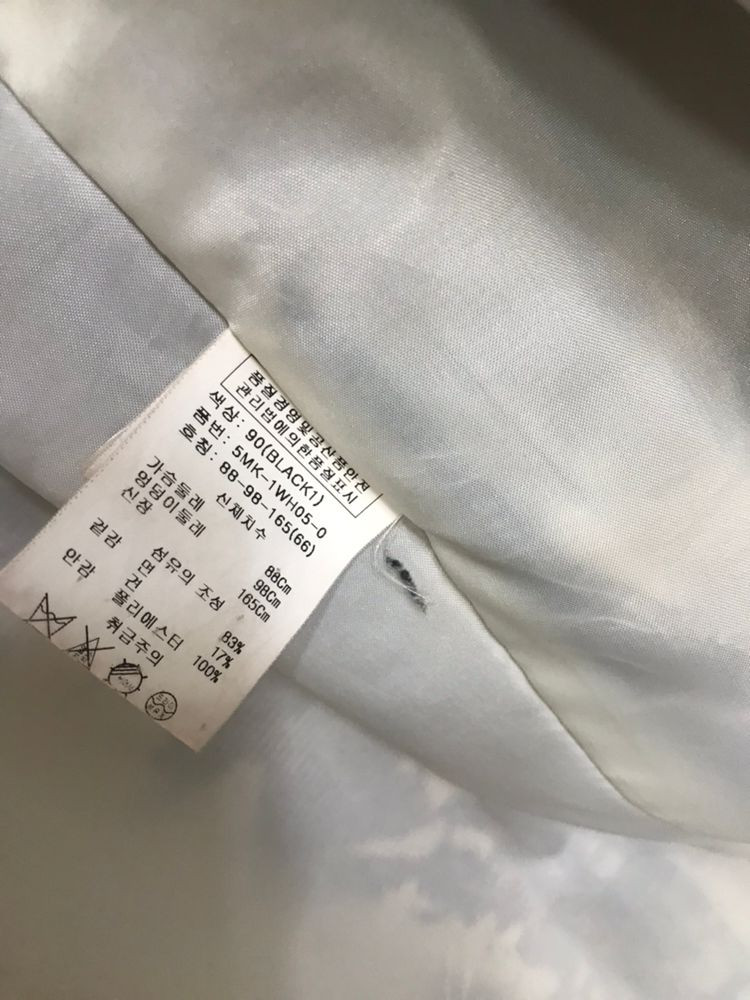 품질경영및공산품안전
관리법에의한품질표시
색상: 90(BLACK1)
품번: 5MK-1WH05-0
호칭: 88-98-165(66)
신체치수
가슴둘레 88Cm
엉덩이둘레 98Cm
신장 165Cm
섬유의 조성
겉감 면 83%
견 17%
안감 폴리에스터 100%
취급주의